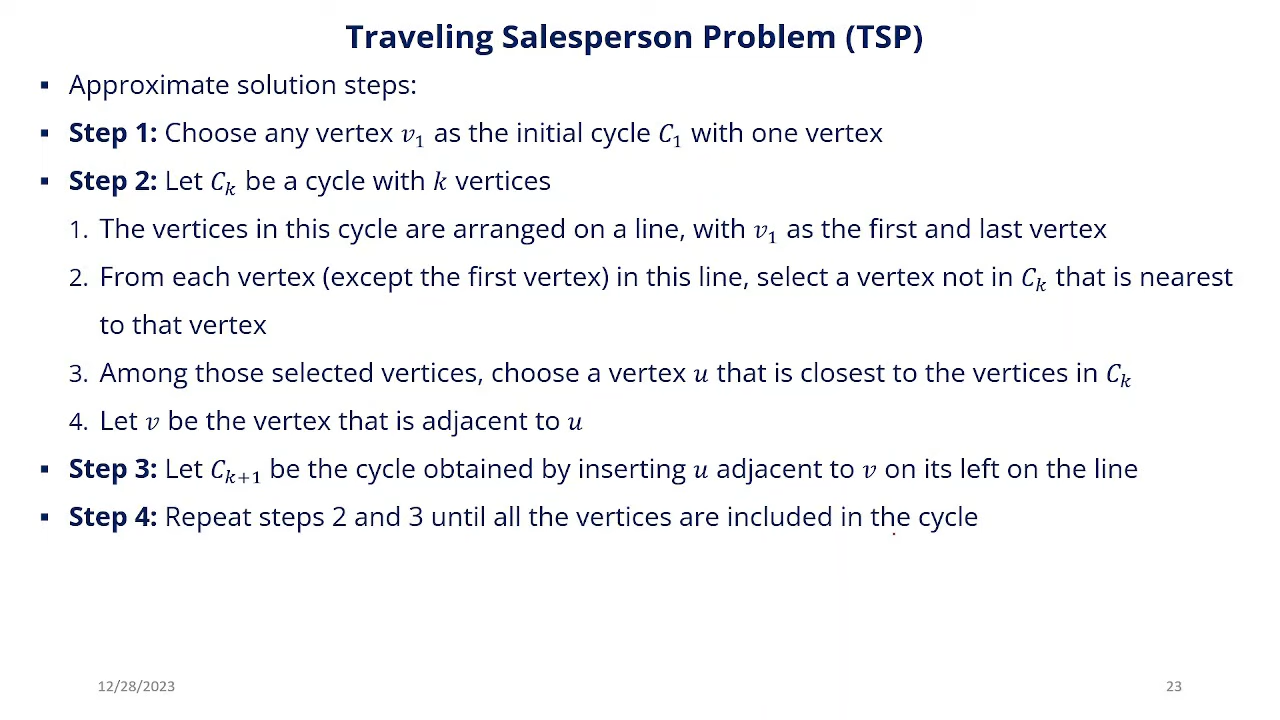 Traveling Salesperson Problem (TSP)
▪ Approximate solution steps:
▪ Step 1: Choose any vertex 𝑣₁ as the initial cycle 𝐶₁ with one vertex
▪ Step 2: Let 𝐶ₖ be a cycle with 𝑘 vertices
1. The vertices in this cycle are arranged on a line, with 𝑣₁ as the first and last vertex
2. From each vertex (except the first vertex) in this line, select a vertex not in 𝐶ₖ that is nearest
to that vertex
3. Among those selected vertices, choose a vertex 𝑢 that is closest to the vertices in 𝐶ₖ
4. Let 𝑣 be the vertex that is adjacent to 𝑢
▪ Step 3: Let 𝐶ₖ₊₁ be the cycle obtained by inserting 𝑢 adjacent to 𝑣 on its left on the line
▪ Step 4: Repeat steps 2 and 3 until all the vertices are included in the cycle
12/28/2023
23